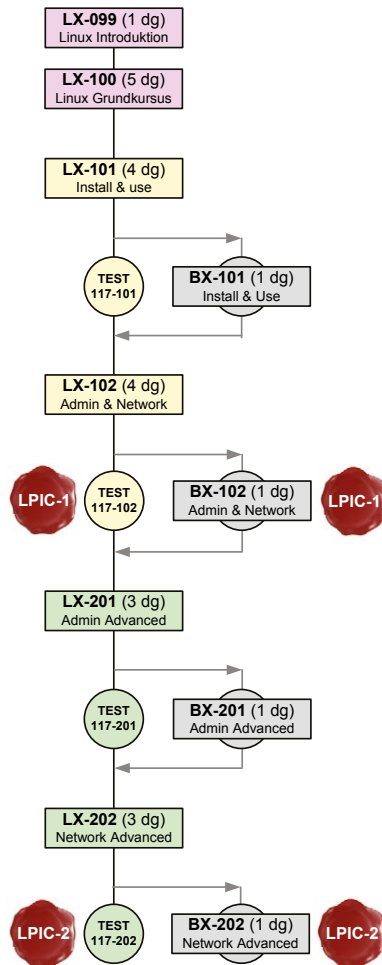 LX-099 (1 dg)
Linux Introduktion
LX-100 (5 dg)
Linux Grundkursus
LX-101 (4 dg)
Install & use
TEST
117-101
BX-101 (1 dg)
Install & Use
LX-102 (4 dg)
Admin & Network
LPIC-1
TEST
117-102
BX-102 (1 dg)
Admin & Network
LPIC-1
LX-201 (3 dg)
Admin Advanced
TEST
117-201
BX-201 (1 dg)
Admin Advanced
LX-202 (3 dg)
Network Advanced
LPIC-2
TEST
117-202
BX-202 (1 dg)
Network Advanced
LPIC-2